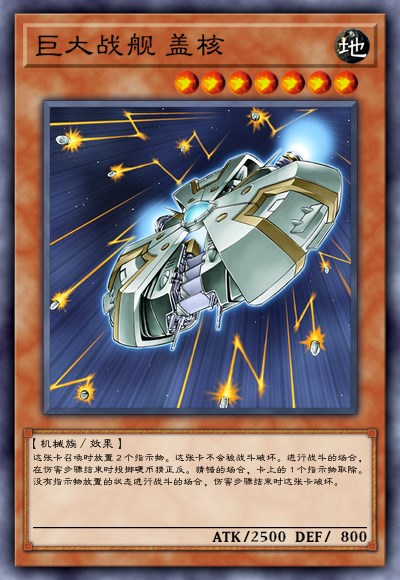 巨大战舰 盖核
地
【机械族／效果】
这张卡召唤时放置２个指示物。这张卡不会被战斗破坏。进行战斗的场合，
在伤害步骤结束时投掷硬币猜正反。猜错的场合，卡上的１个指示物取除。
没有指示物放置的状态进行战斗的场合，伤害步骤结束时这张卡破坏。
ATK/2500 DEF/ 800